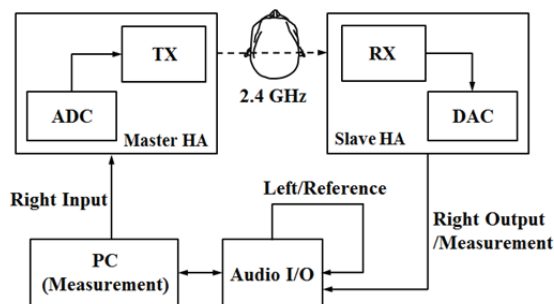 TX
ADC
Master HA
2.4 GHz
RX
DAC
Slave HA
Right Input
Left/Reference
Right Output
/Measurement
PC
(Measurement)
Audio I/O